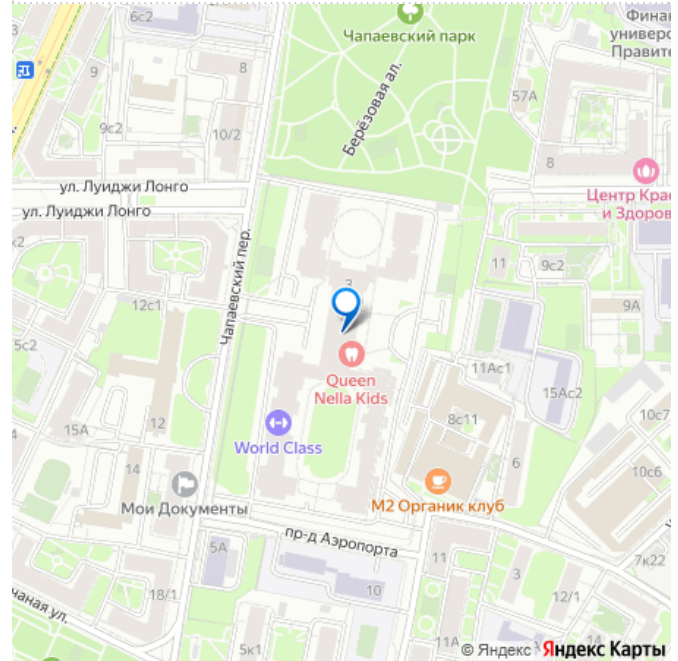 6с2
Чапаевский парк
Финан
универс
Правите
9
8
57А
9с2
10/2
Берёзовая ал.
8
ул. Луиджи Лонго
Центр Крас
и Здоров
ул. Луиджи Лонго
к2
Чапаевский пер.
11
9с2
3
12с1
9А
5с2
Queen
Nella Kids
11Ас1
15Ас2
12
15А
World Class
8с11
10с7
14
6
10с6
Мои Документы
М2 Органик клуб
пр-д Аэропорта
5А
11
7к22
3
18/1
10
12/1
чаная ул.
5к1
11А
14
© Яндекс
Яндекс Карты